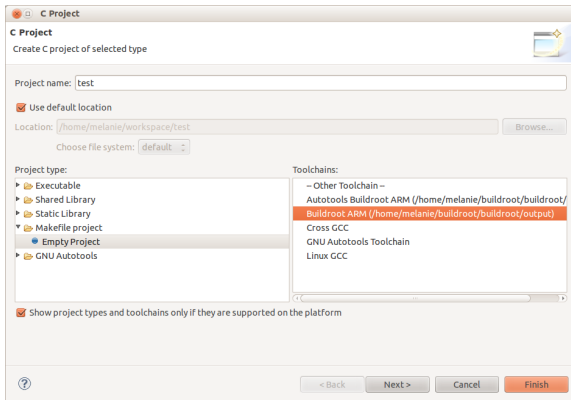 C Project
C Project
Create C project of selected type
Project name: test
Use default location
Location: /home/melanie/workspace/test Browse...
Choose file system: default
Project type:
Executable
Shared Library
Static Library
Makefile project
Empty Project
GNU Autotools
Toolchains:
-- Other Toolchain --
Autotools Buildroot ARM (/home/melanie/buildroot/buildroot/
Buildroot ARM (/home/melanie/buildroot/buildroot/output)
Cross GCC
GNU Autotools Toolchain
Linux GCC
Show project types and toolchains only if they are supported on the platform
? < Back Next > Cancel Finish